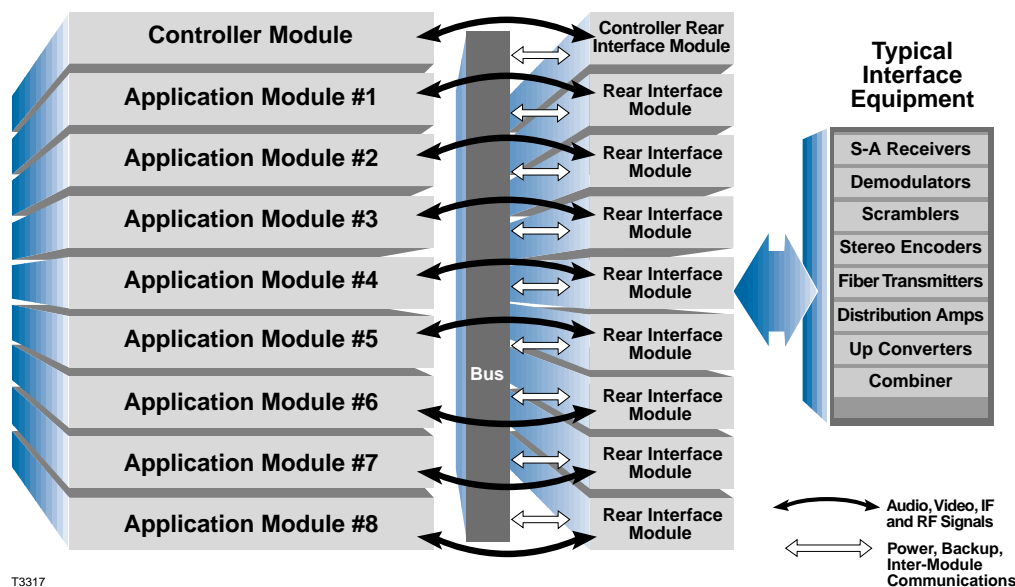 Controller Module
Application Module #1
Application Module #2
Application Module #3
Application Module #4
Application Module #5
Application Module #6
Application Module #7
Application Module #8
Bus
Controller Rear
Interface Module
Rear Interface
Module
Rear Interface
Module
Rear Interface
Module
Rear Interface
Module
Rear Interface
Module
Rear Interface
Module
Rear Interface
Module
Rear Interface
Module
Typical
Interface
Equipment
S-A Receivers
Demodulators
Scramblers
Stereo Encoders
Fiber Transmitters
Distribution Amps
Up Converters
Combiner
Audio, Video, IF
and RF Signals
Power, Backup,
Inter-Module
Communications
T3317